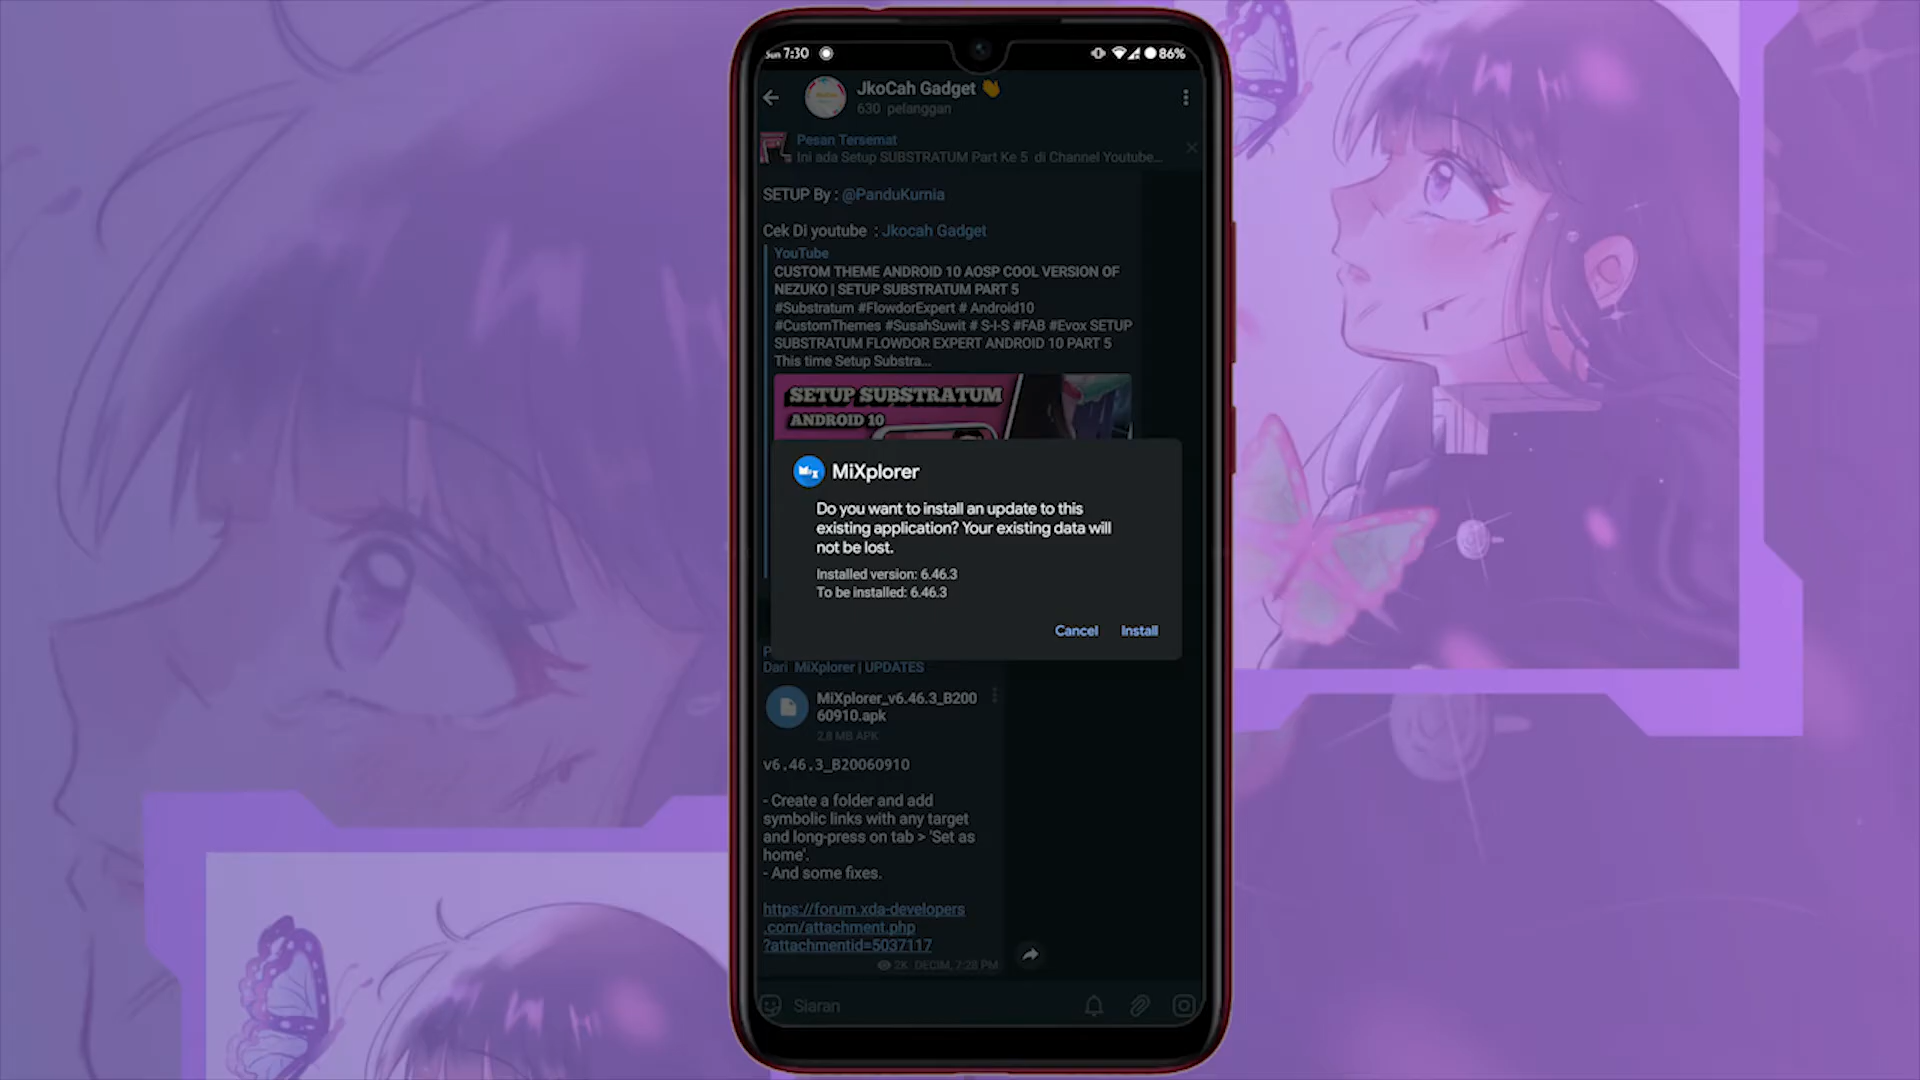 Sun 7:30
86%
JkoCah Gadget 👋
630 pelanggan
Pesan Tersemat
Ini ada Setup SUBSTRATUM Part Ke 5 di Channel Youtube...
SETUP By : @PanduKurnia
Cek Di youtube : Jkocah Gadget
YouTube
CUSTOM THEME ANDROID 10 AOSP COOL VERSION OF
NEZUKO | SETUP SUBSTRATUM PART 5
#Substratum #FlowdorExpert # Android10
#CustomThemes #SusahSuwit # S-I-S #FAB #Evox SETUP
SUBSTRATUM FLOWDOR EXPERT ANDROID 10 PART 5
This time Setup Substra...
SETUP SUBSTRATUM
ANDROID 10
MiXplorer
Do you want to install an update to this
existing application? Your existing data will
not be lost.
Installed version: 6.46.3
To be installed: 6.46.3
Cancel Install
Dari MiXplorer | UPDATES
MiXplorer_v6.46.3_B200
60910.apk
2,8 MB APK
v6.46.3_B20060910
- Create a folder and add
symbolic links with any target
and long-press on tab > 'Set as
home'.
- And some fixes.
https://forum.xda-developers
.com/attachment.php
?attachmentid=5037117
2K DECIM, 7:28 PM
Siaran